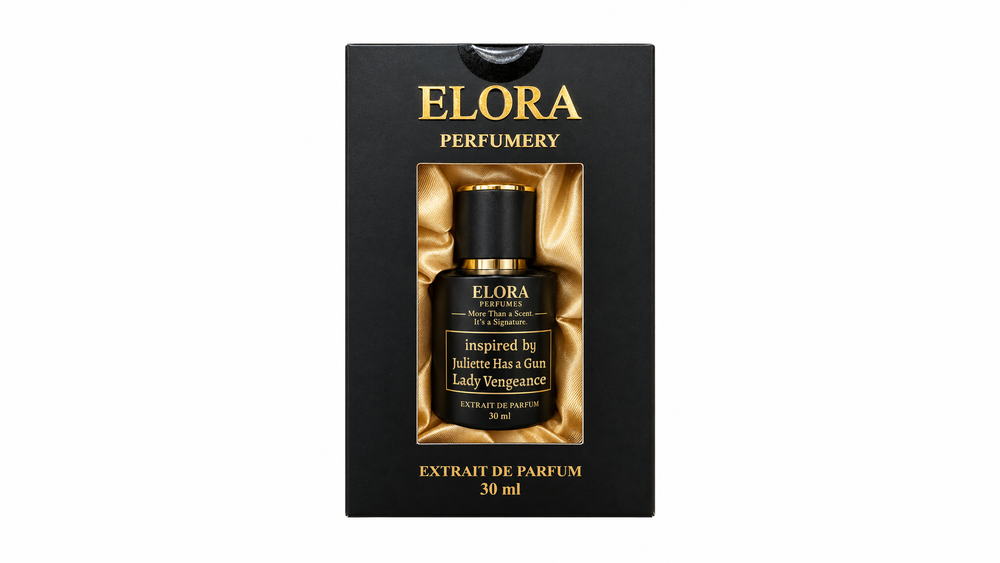 ELORA
PERFUMERY
ELORA
PERFUMES
More Than a Scent.
It's a Signature.
inspired by
Juliette Has a Gun
Lady Vengeance
EXTRAIT DE PARFUM
30 ml
EXTRAIT DE PARFUM
30 ml